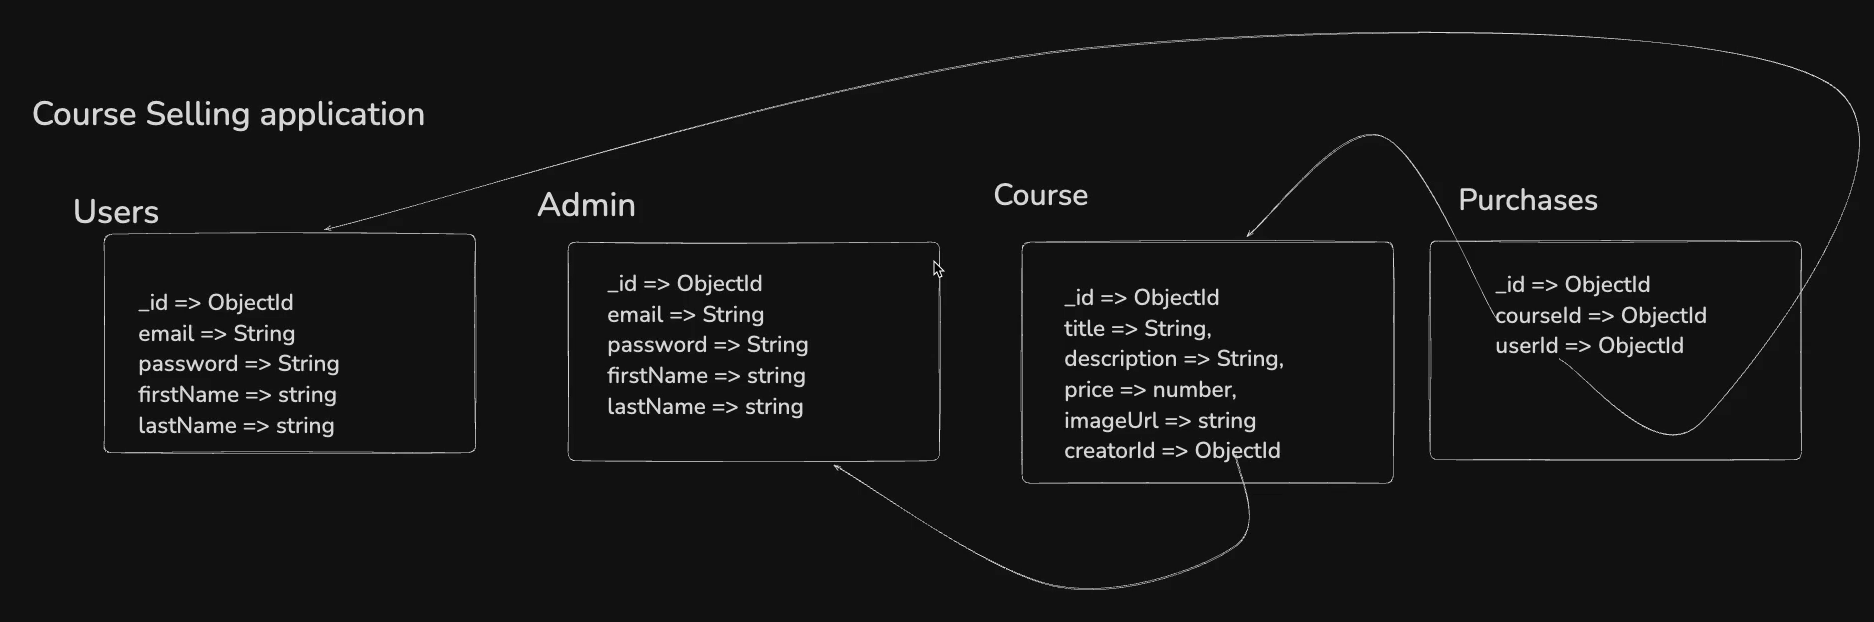 Course Selling application
Users
_id => ObjectId
email => String
password => String
firstName => string
lastName => string
Admin
_id => ObjectId
email => String
password => String
firstName => string
lastName => string
Course
_id => ObjectId
title => String,
description => String,
price => number,
imageUrl => string
creatorId => ObjectId
Purchases
_id => ObjectId
courseId => ObjectId
userId => ObjectId